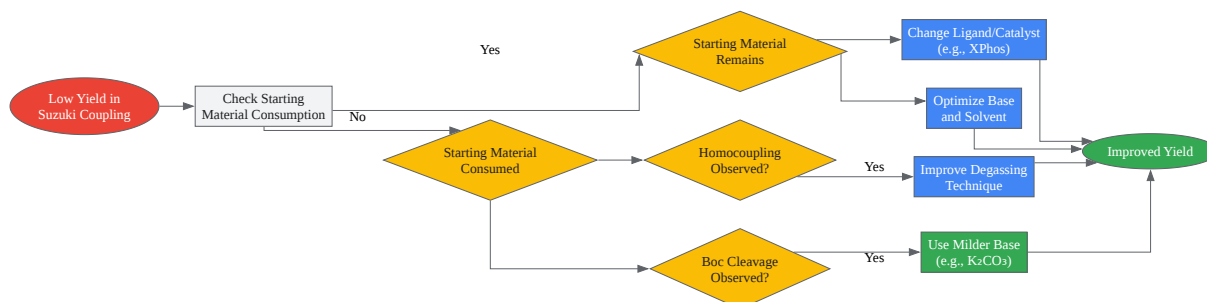 Low Yield in
Suzuki Coupling
Check Starting
Material Consumption
Yes
No
Starting Material
Remains
Starting Material
Consumed
Change Ligand/Catalyst
(e.g., XPhos)
Optimize Base
and Solvent
Homocoupling
Observed?
Yes
Improve Degassing
Technique
Boc Cleavage
Observed?
Yes
Use Milder Base
(e.g., K₂CO₃)
Improved Yield